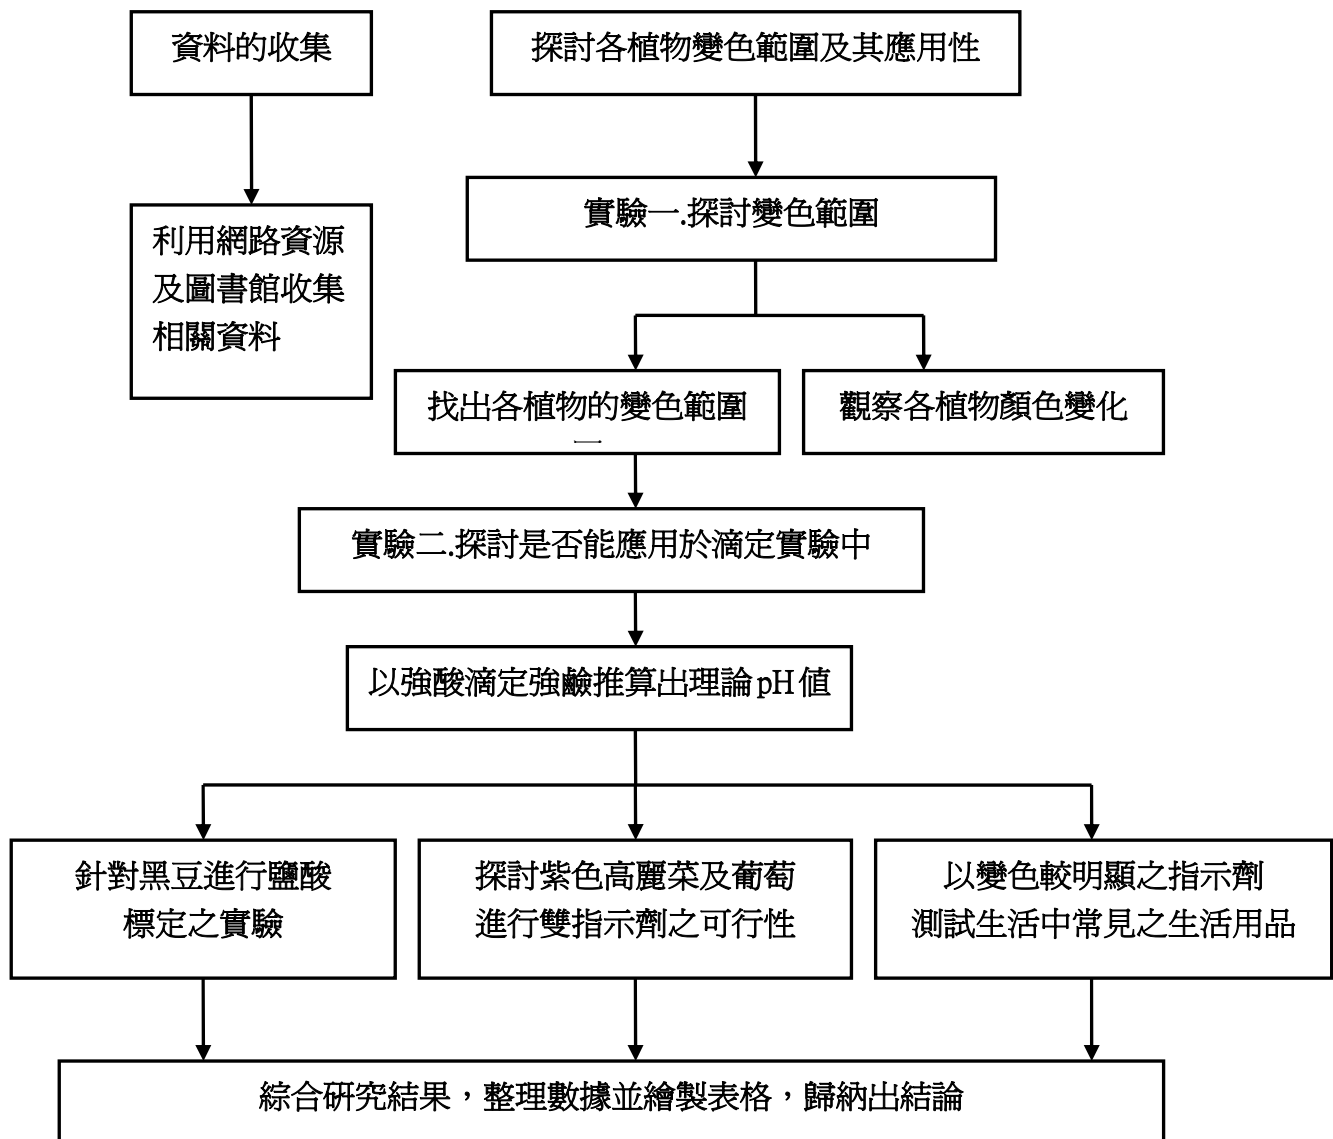 資料的收集
探討各植物變色範圍及其應用性
利用網路資源
及圖書館收集
相關資料
實驗一.探討變色範圍
找出各植物的變色範圍
觀察各植物顏色變化
實驗二.探討是否能應用於滴定實驗中
以強酸滴定強鹼推算出理論pH值
針對黑豆進行鹽酸
標定之實驗
探討紫色高麗菜及葡萄
進行雙指示劑之可行性
以變色較明顯之指示劑
測試生活中常見之生活用品
綜合研究結果，整理數據並繪製表格，歸納出結論